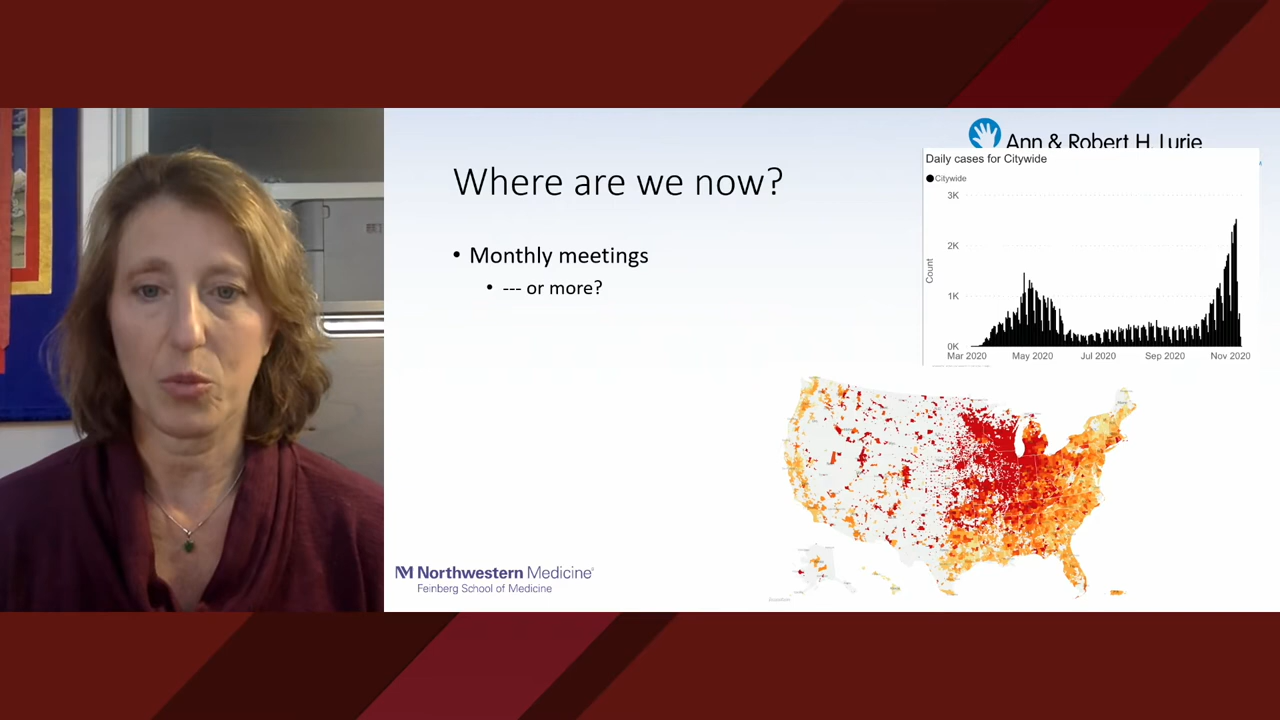 Ann & Robert H. Lurie
Where are we now?
• Monthly meetings
• --- or more?
Daily cases for Citywide
Citywide
3K
2K
1K
0K
Count
Mar 2020 May 2020 Jul 2020 Sep 2020 Nov 2020
Northwestern Medicine®
Feinberg School of Medicine